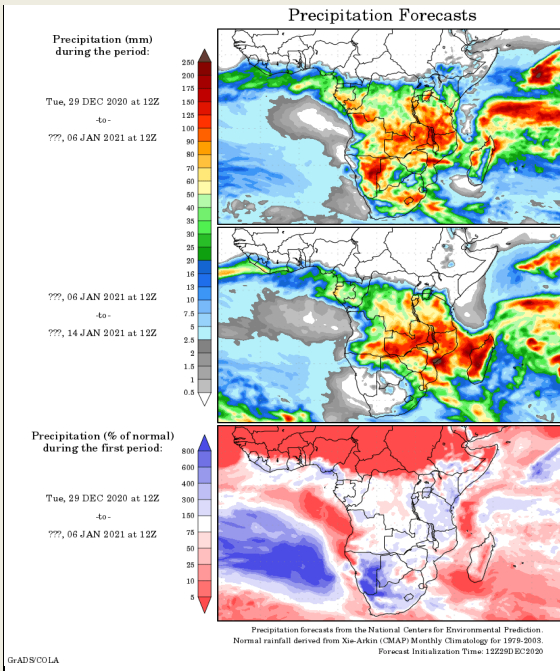 Precipitation Forecasts
Precipitation (mm)
during the period:
Tue, 29 DEC 2020 at 12Z
-to-
???, 06 JAN 2021 at 12Z
250
200
175
150
125
100
90
80
70
60
50
40
35
30
25
20
16
13
10
7.5
5
2.5
2
1.5
1
0.5
???, 06 JAN 2021 at 12Z
-to-
???, 14 JAN 2021 at 12Z
Precipitation (% of normal)
during the first period:
Tue, 29 DEC 2020 at 12Z
-to-
???, 06 JAN 2021 at 12Z
800
600
400
300
150
75
50
25
10
5
Precipitation forecasts from the National Centers for Environmental Prediction.
Normal rainfall derived from Xie-Arkin (CMAP) Monthly Climatology for 1979-2003.
Forecast Initialization Time: 12Z29DEC2020
GrADS/COLA